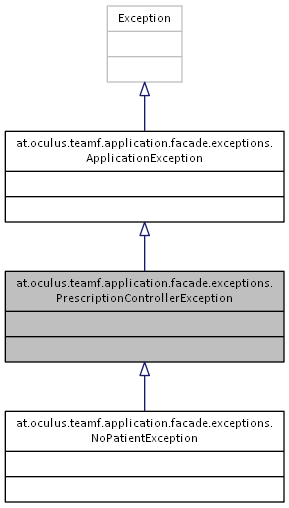 Exception
at.oculus.teamf.application.facade.exceptions.
ApplicationException
at.oculus.teamf.application.facade.exceptions.
PrescriptionControllerException
at.oculus.teamf.application.facade.exceptions.
NoPatientException